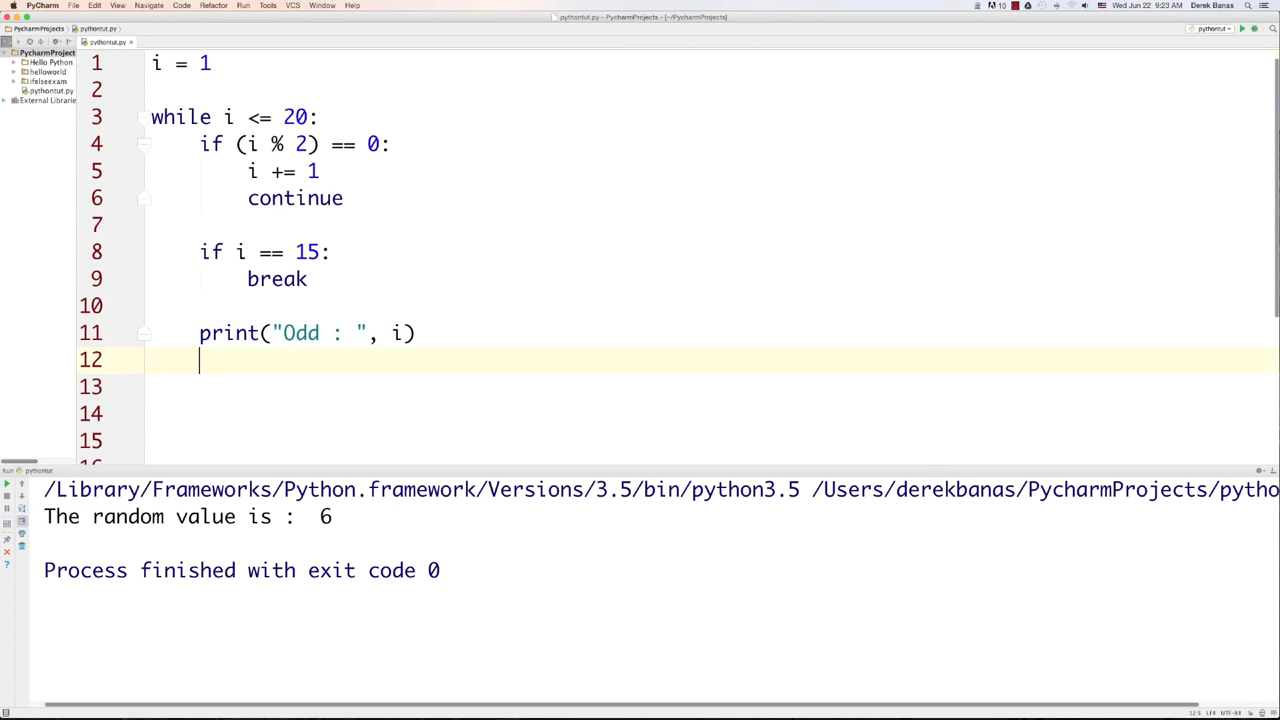 PyCharm File Edit View Navigate Code Refactor Run Tools VCS Window Help 10 Wed Jun 22 9:23 AM Derek Banas
pythontut.py - PycharmProjects - [~/PycharmProjects]
PycharmProjects pythontut.py pythontut
pythontut.py ×
PycharmProject
Hello Python
helloworld
ifelseexam
pythontut.py
External Librarie
1 i = 1
2
3 while i <= 20:
4 if (i % 2) == 0:
5 i += 1
6 continue
7
8 if i == 15:
9 break
10
11 print("Odd : ", i)
12
13
14
15
16
Run pythontut
/Library/Frameworks/Python.framework/Versions/3.5/bin/python3.5 /Users/derekbanas/PycharmProjects/pytho
The random value is :  6
Process finished with exit code 0
12:5 LF÷ UTF-8÷